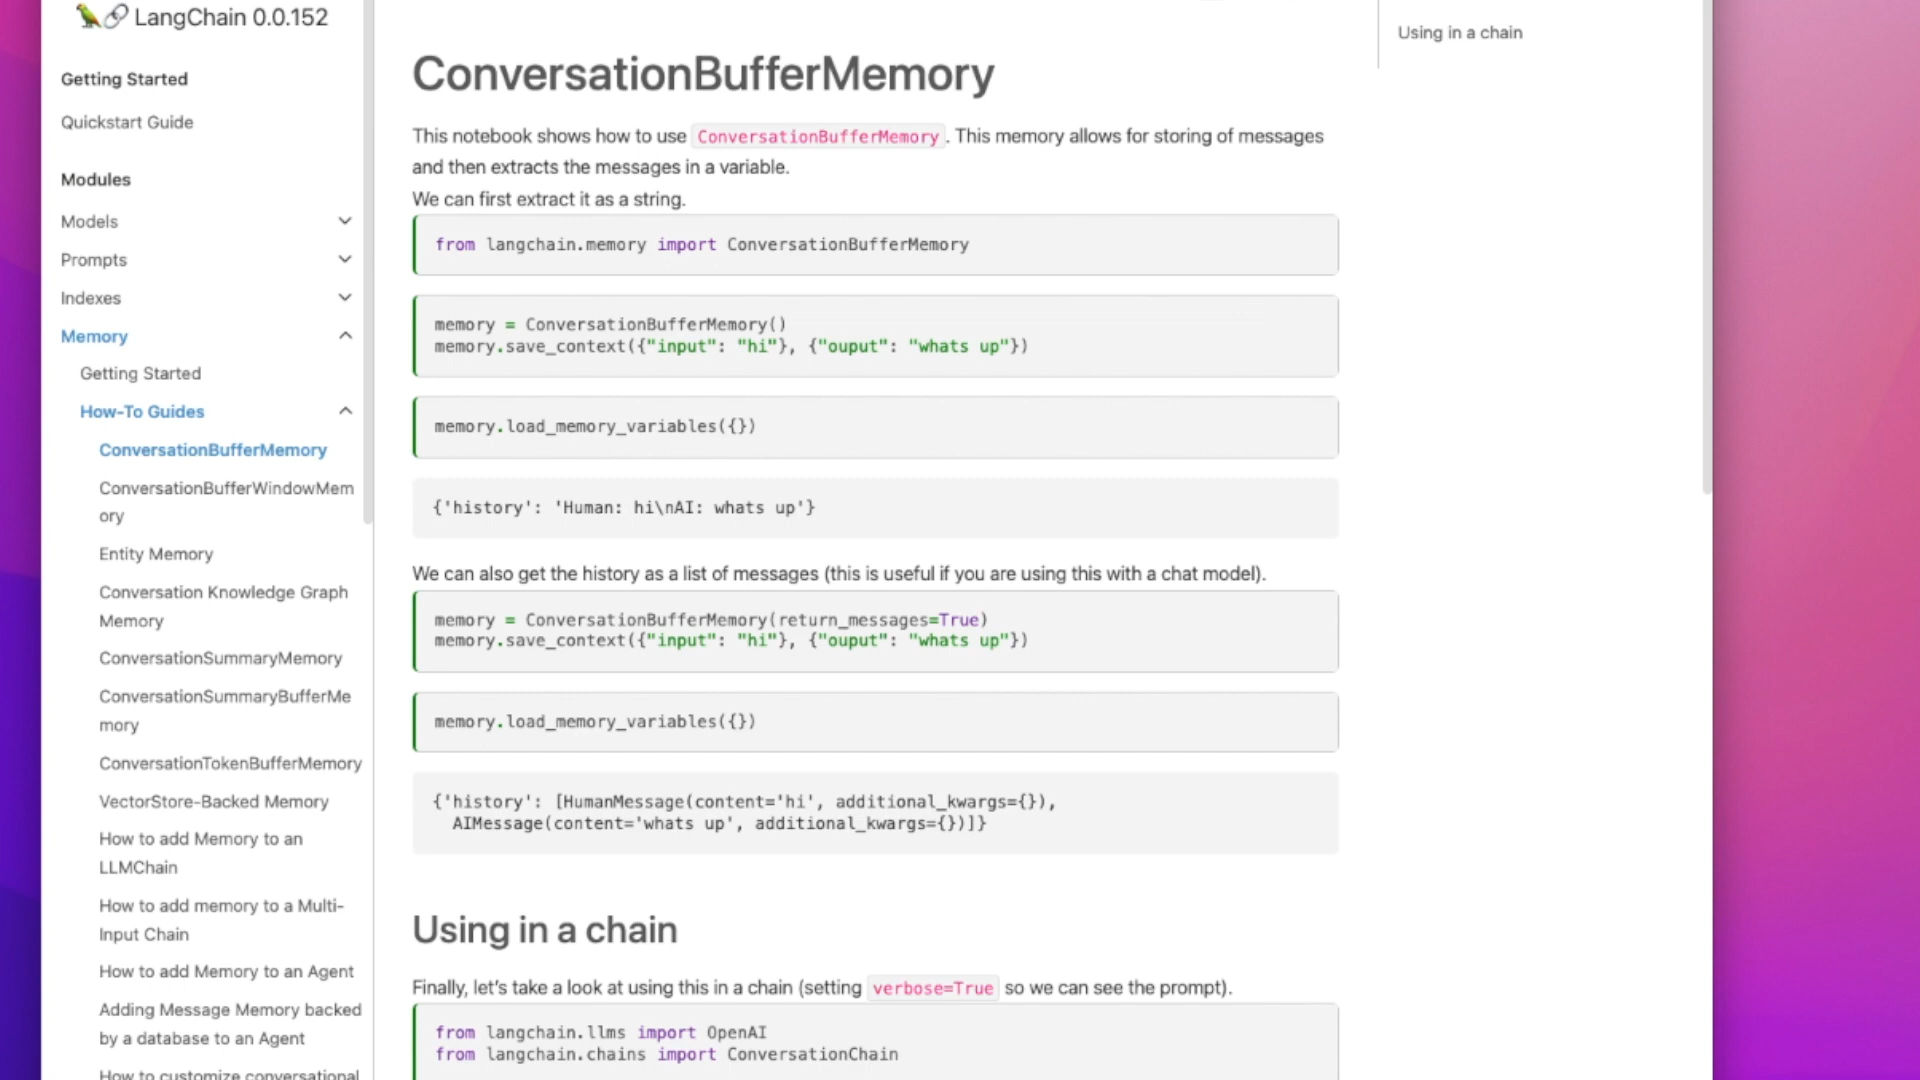 LangChain 0.0.152
Getting Started
Quickstart Guide
Modules
Models
Prompts
Indexes
Memory
Getting Started
How-To Guides
ConversationBufferMemory
ConversationBufferWindowMem
ory
Entity Memory
Conversation Knowledge Graph
Memory
ConversationSummaryMemory
ConversationSummaryBufferMe
mory
ConversationTokenBufferMemory
VectorStore-Backed Memory
How to add Memory to an
LLMChain
How to add memory to a Multi-
Input Chain
How to add Memory to an Agent
Adding Message Memory backed
by a database to an Agent
How to customize conversational
ConversationBufferMemory
This notebook shows how to use ConversationBufferMemory. This memory allows for storing of messages
and then extracts the messages in a variable.
We can first extract it as a string.
from langchain.memory import ConversationBufferMemory
memory = ConversationBufferMemory()
memory.save_context({"input": "hi"}, {"ouput": "whats up"})
memory.load_memory_variables({})
{'history': 'Human: hi\nAI: whats up'}
We can also get the history as a list of messages (this is useful if you are using this with a chat model).
memory = ConversationBufferMemory(return_messages=True)
memory.save_context({"input": "hi"}, {"ouput": "whats up"})
memory.load_memory_variables({})
{'history': [HumanMessage(content='hi', additional_kwargs={}),
  AIMessage(content='whats up', additional_kwargs={})]}
Using in a chain
Finally, let's take a look at using this in a chain (setting verbose=True so we can see the prompt).
from langchain.llms import OpenAI
from langchain.chains import ConversationChain
Using in a chain